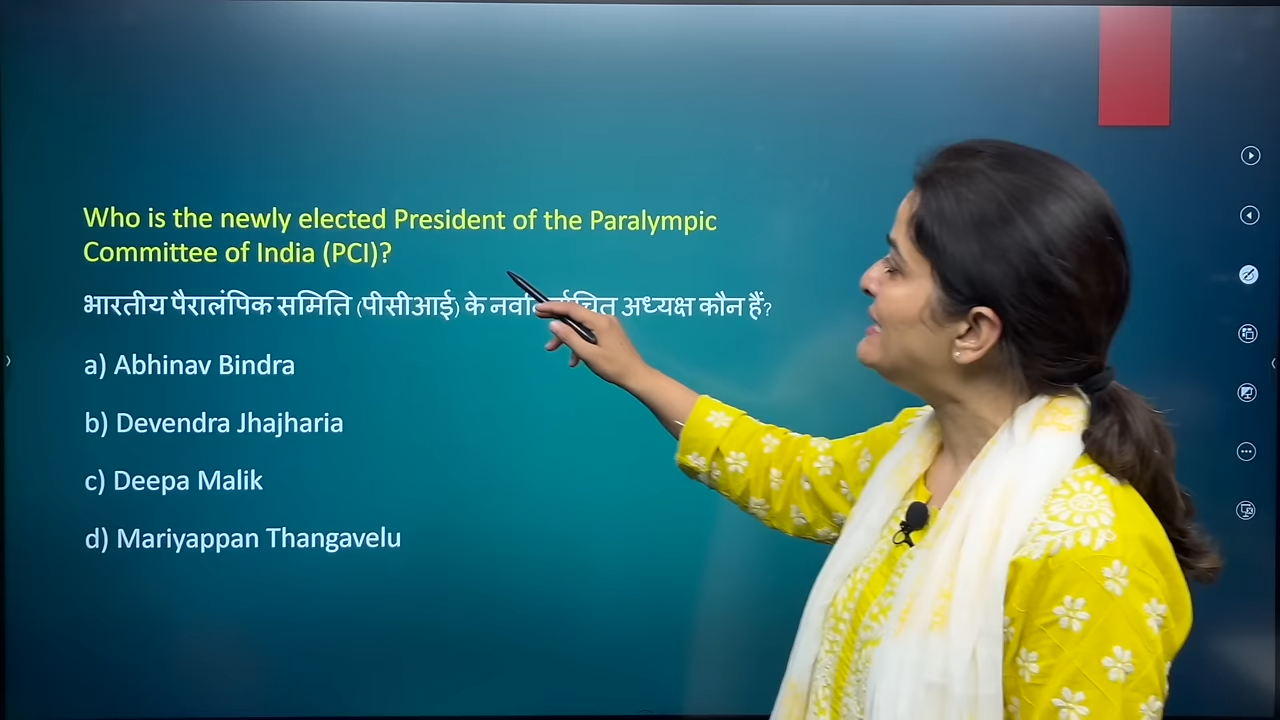 Who is the newly elected President of the Paralympic
Committee of India (PCI)?
भारतीय पैरालंपिक समिति (पीसीआई) के अध्यक्ष कौन हैं?
a) Abhinav Bindra
b) Devendra Jhajharia
c) Deepa Malik
d) Mariyappan Thangavelu